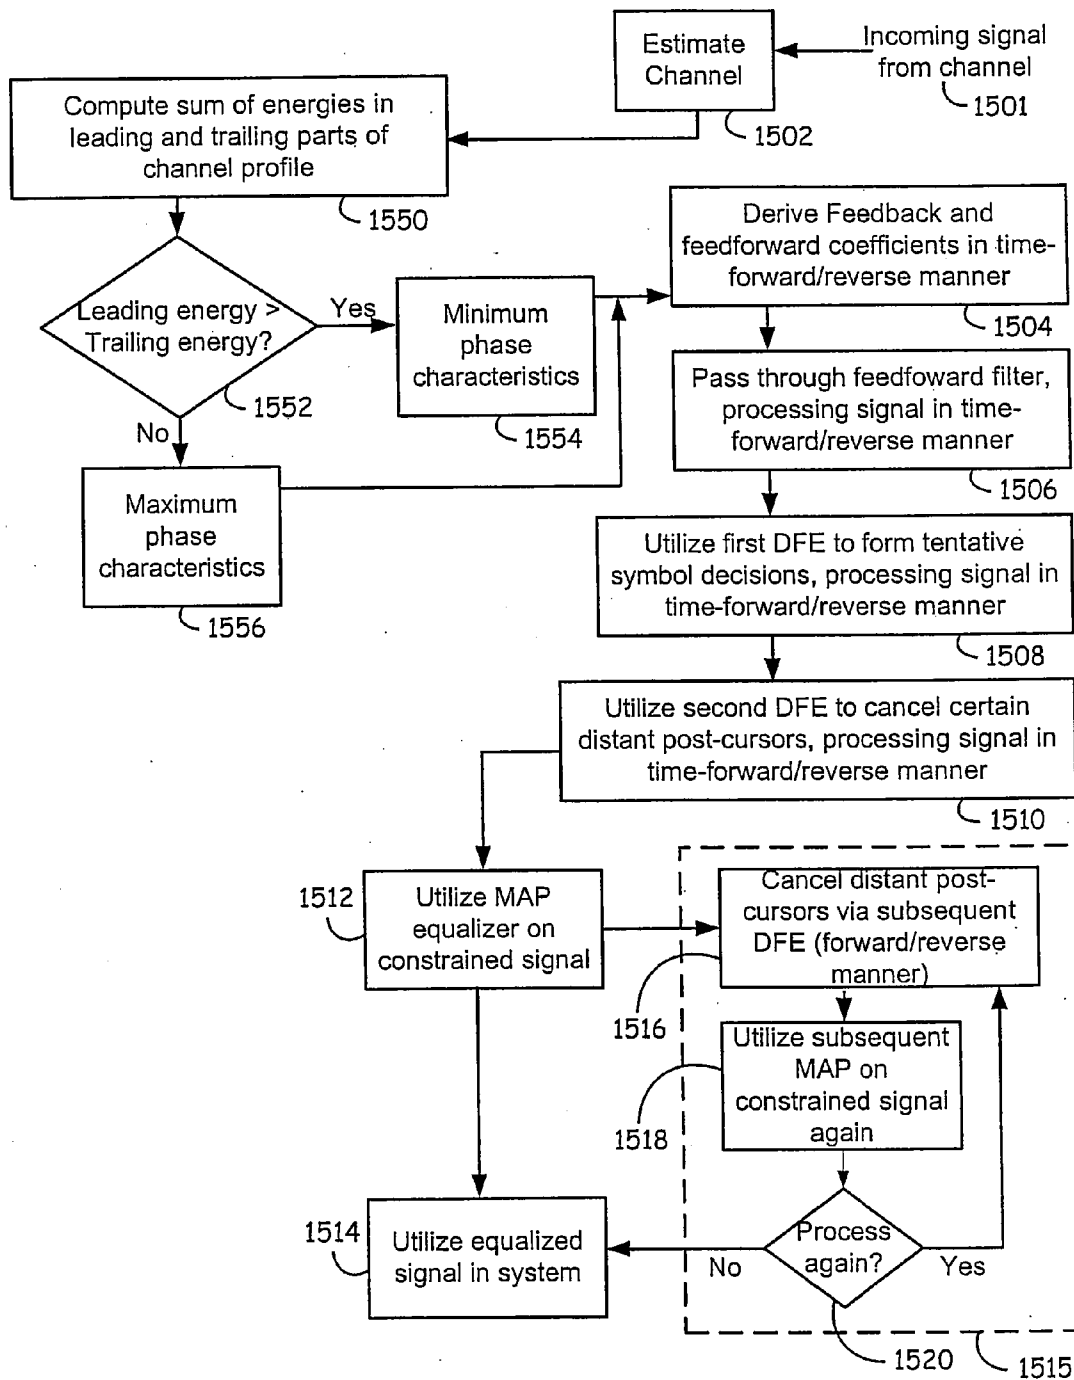 Estimate
Channel
Incoming signal
from channel
1501
1502
Compute sum of energies in
leading and trailing parts of
channel profile
1550
Leading energy >
Trailing energy?
Yes
1552
No
Minimum
phase
characteristics
1554
Maximum
phase
characteristics
1556
Derive Feedback and
feedforward coefficients in time-
forward/reverse manner
1504
Pass through feedfoward filter,
processing signal in time-
forward/reverse manner
1506
Utilize first DFE to form tentative
symbol decisions, processing signal in
time-forward/reverse manner
1508
Utilize second DFE to cancel certain
distant post-cursors, processing signal in
time-forward/reverse manner
1510
1512
Utilize MAP
equalizer on
constrained signal
Cancel distant post-
cursors via subsequent
DFE (forward/reverse
manner)
1516
Utilize subsequent
MAP on
constrained signal
again
1518
Process
again?
No
Yes
1514
Utilize equalized
signal in system
1520
1515